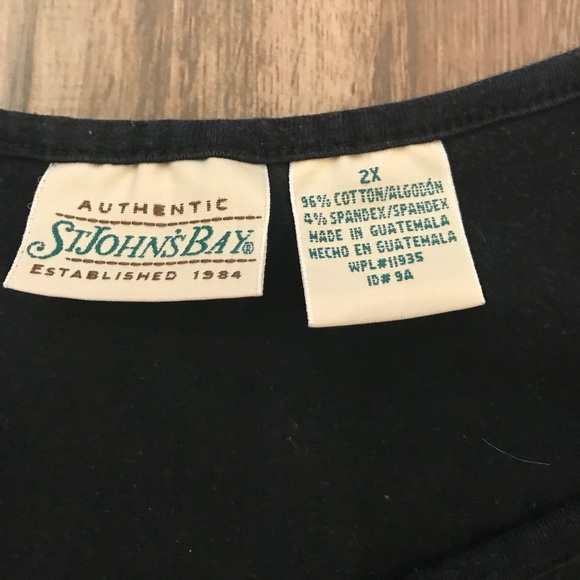 AUTHENTIC
ST.JOHN'S BAY®
ESTABLISHED 1984
2X
96% COTTON/ALGODÓN
4% SPANDEX/SPANDEX
MADE IN GUATEMALA
HECHO EN GUATEMALA
WPL#11935
ID# 9A